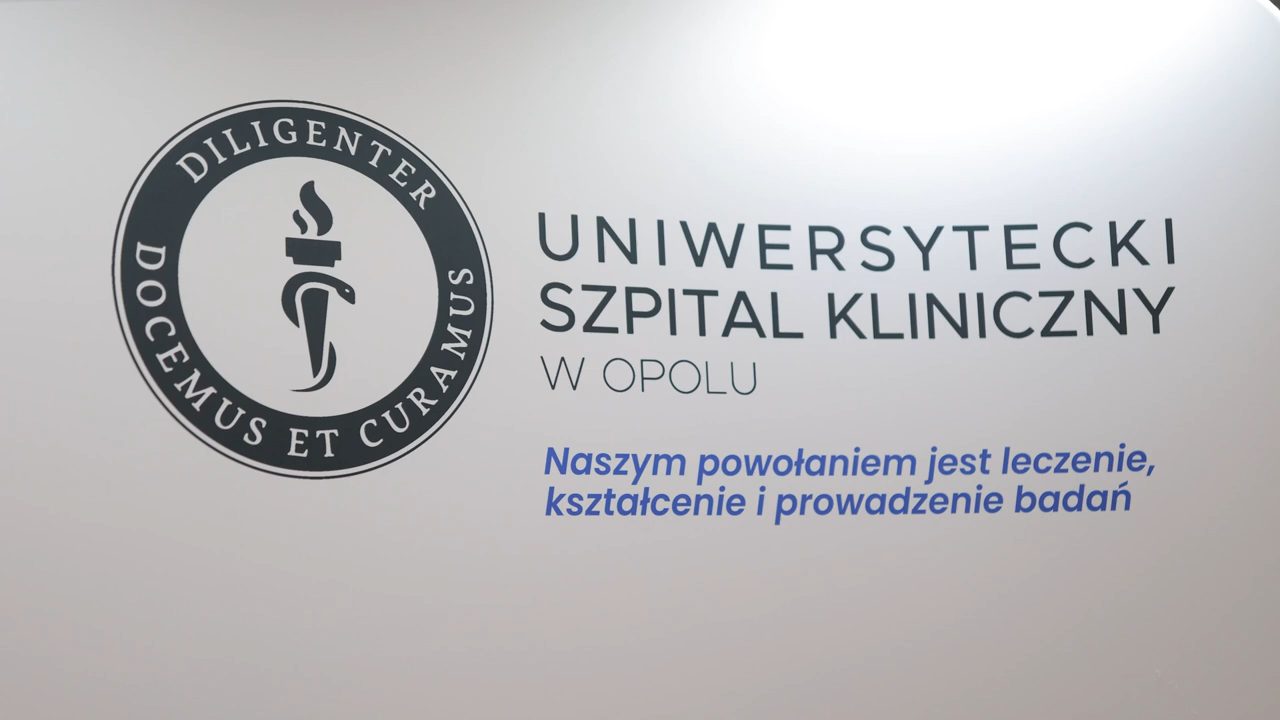 DILIGENTER
DOCEMUS ET CURAMUS
UNIWERSYTECKI
SZPITAL KLINICZNY
W OPOLU
Naszym powołaniem jest leczenie,
kształcenie i prowadzenie badań